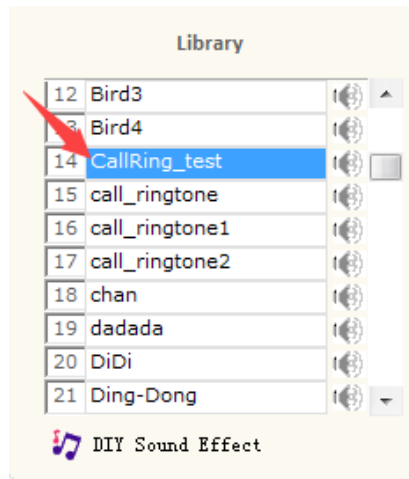 Library
12 Bird3
13 Bird4
14 CallRing_test
15 call_ringtone
16 call_ringtone1
17 call_ringtone2
18 chan
19 dadada
20 DiDi
21 Ding-Dong
DIY Sound Effect